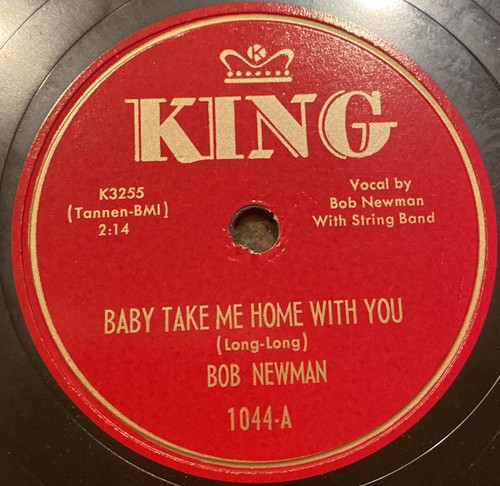 K
KING
K3255
(Tannen-BMI)
2:14
Vocal by
Bob Newman
With String Band
BABY TAKE ME HOME WITH YOU
(Long-Long)
BOB NEWMAN
1044-A